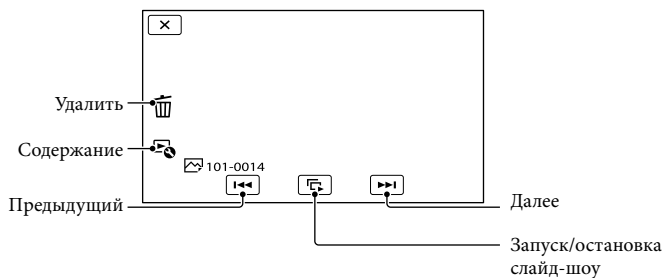 Удалить
Содержание
101-0014
Предыдущий
Далее
Запуск/остановка
слайд-шоу